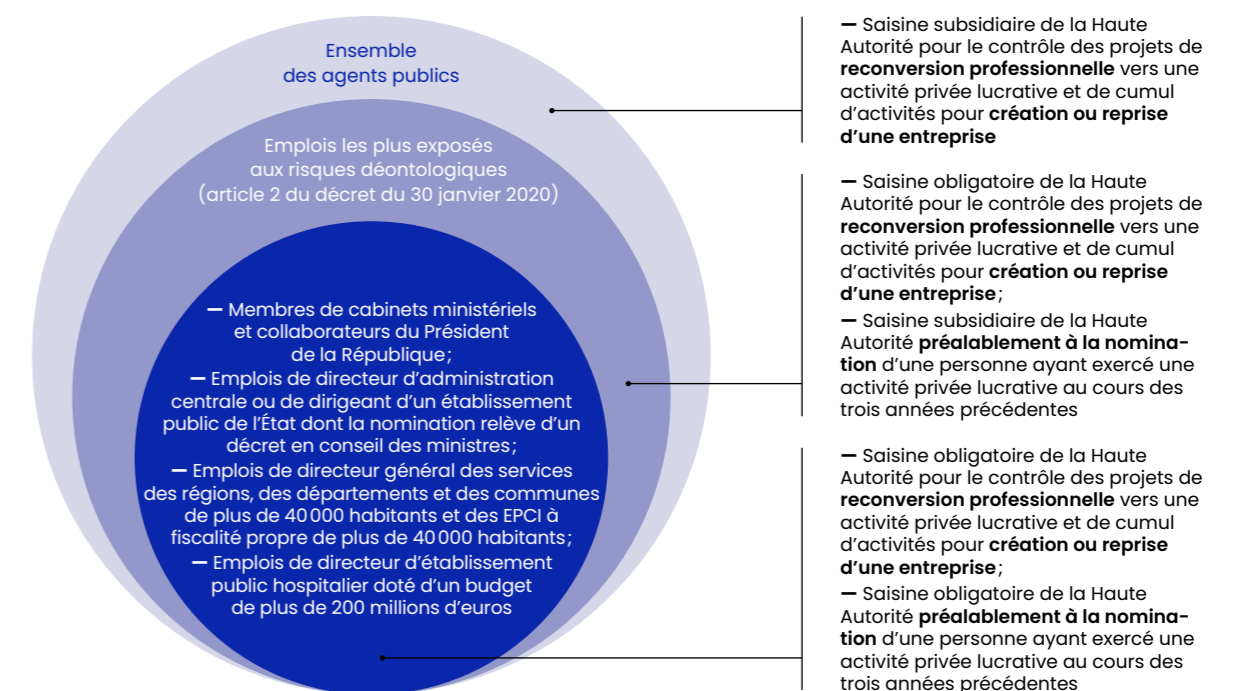 Ensemble
des agents publics
Emplois les plus exposés
aux risques déontologiques
(article 2 du décret du 30 janvier 2020)
— Membres de cabinets ministériels
et collaborateurs du Président
de la République;
— Emplois de directeur d'administration
centrale ou de dirigeant d'un établissement
public de l'État dont la nomination relève d'un
décret en conseil des ministres;
— Emplois de directeur général des services
des régions, des départements et des communes
de plus de 40 000 habitants et des EPCI à
fiscalité propre de plus de 40 000 habitants;
— Emplois de directeur d'établissement
public hospitalier doté d'un budget
de plus de 200 millions d'euros
— Saisine subsidiaire de la Haute
Autorité pour le contrôle des projets de
reconversion professionnelle vers une
activité privée lucrative et de cumul
d'activités pour création ou reprise
d'une entreprise
— Saisine obligatoire de la Haute
Autorité pour le contrôle des projets de
reconversion professionnelle vers une
activité privée lucrative et de cumul
d'activités pour création ou reprise
d'une entreprise;
— Saisine subsidiaire de la Haute
Autorité préalablement à la nomina-
tion d'une personne ayant exercé une
activité privée lucrative au cours des
trois années précédentes
— Saisine obligatoire de la Haute
Autorité pour le contrôle des projets de
reconversion professionnelle vers une
activité privée lucrative et de cumul
d'activités pour création ou reprise
d'une entreprise;
— Saisine obligatoire de la Haute
Autorité préalablement à la nomina-
tion d'une personne ayant exercé une
activité privée lucrative au cours des
trois années précédentes